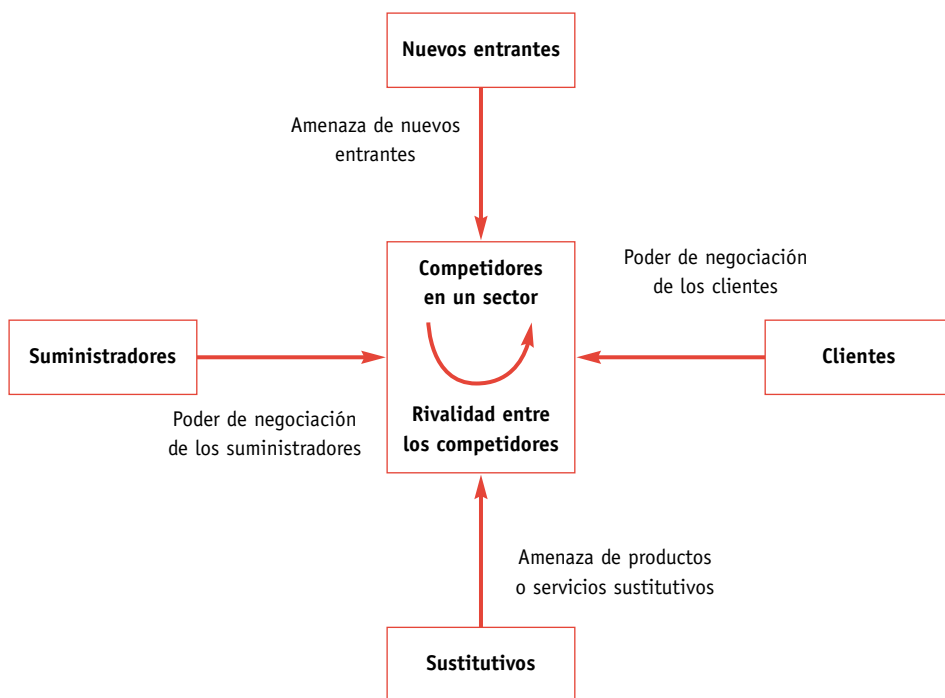 Nuevos entrantes
Amenaza de nuevos
entrantes
Competidores
en un sector
Poder de negociación
de los clientes
Suministradores
Clientes
Poder de negociación
de los suministradores
Rivalidad entre
los competidores
Amenaza de productos
o servicios sustitutivos
Sustitutivos